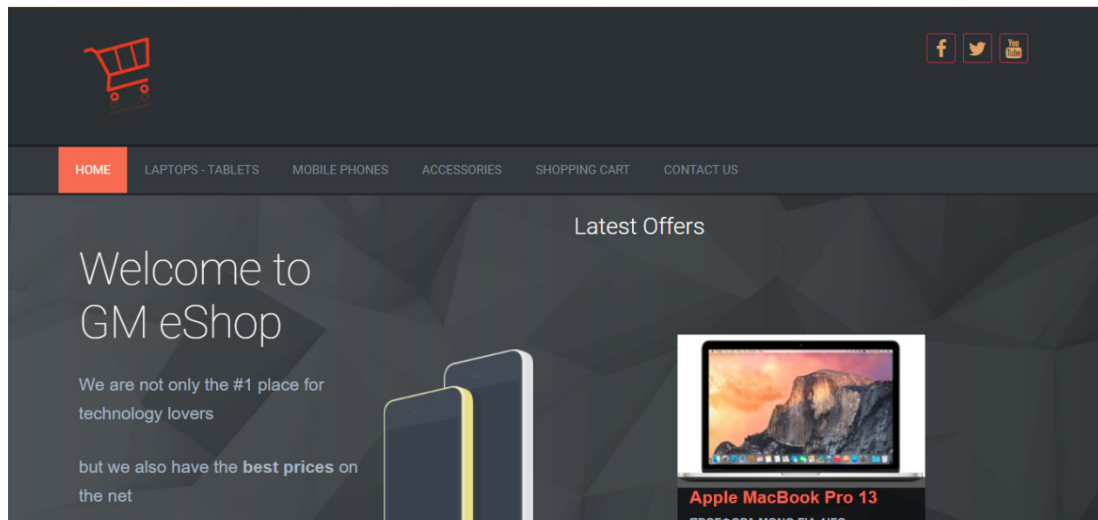 You Tube
HOME LAPTOPS - TABLETS MOBILE PHONES ACCESSORIES SHOPPING CART CONTACT US
Latest Offers
Welcome to
GM eShop
We are not only the #1 place for
technology lovers
but we also have the best prices on
the net
Apple MacBook Pro 13